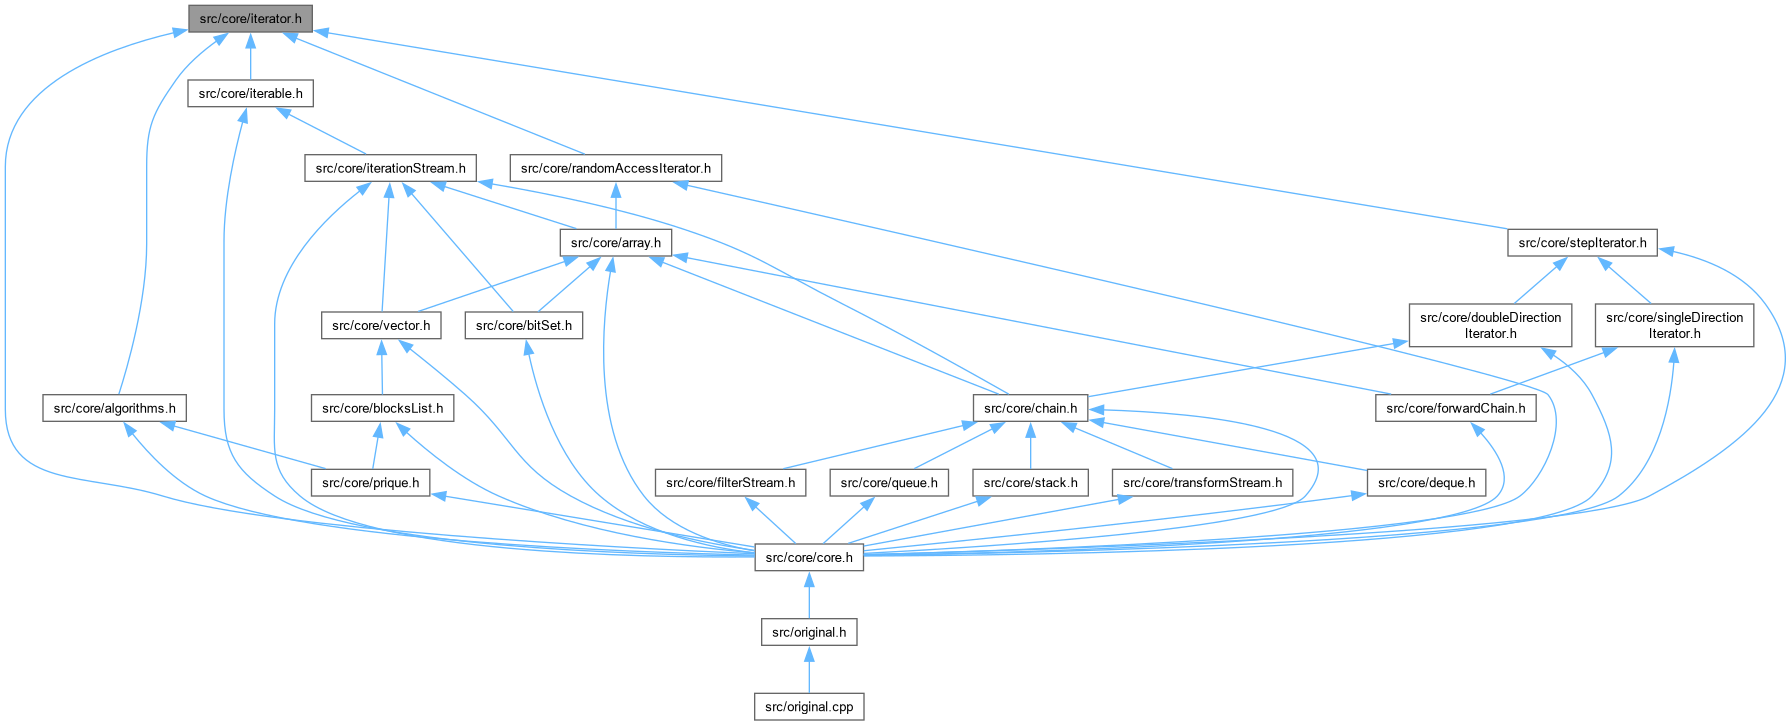 src/core/iterator.h
src/core/iterable.h
src/core/iterationStream.h
src/core/randomAccessIterator.h
src/core/array.h
src/core/stepIterator.h
src/core/vector.h
src/core/bitSet.h
src/core/doubleDirection
Iterator.h
src/core/singleDirection
Iterator.h
src/core/algorithms.h
src/core/blocksList.h
src/core/chain.h
src/core/forwardChain.h
src/core/prique.h
src/core/filterStream.h
src/core/queue.h
src/core/stack.h
src/core/transformStream.h
src/core/deque.h
src/core/core.h
src/original.h
src/original.cpp